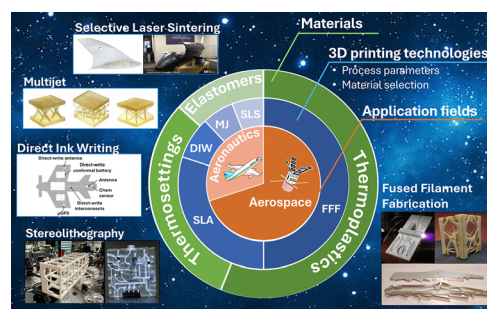 Selective Laser Sintering
Materials
3D printing technologies
• Process parameters
• Material selection
Application fields
Multijet
Direct Ink Writing
Direct-write antenna
Direct-write
conformal battery
Antenna
Chem
sensor
Direct-write
interconnects
µGPS
Stereolithography
Fused Filament
Fabrication
Elastomers
Thermosettings
Thermoplastics
MJ
SLS
DIW
SLA
FFF
Aeronautics
Aerospace